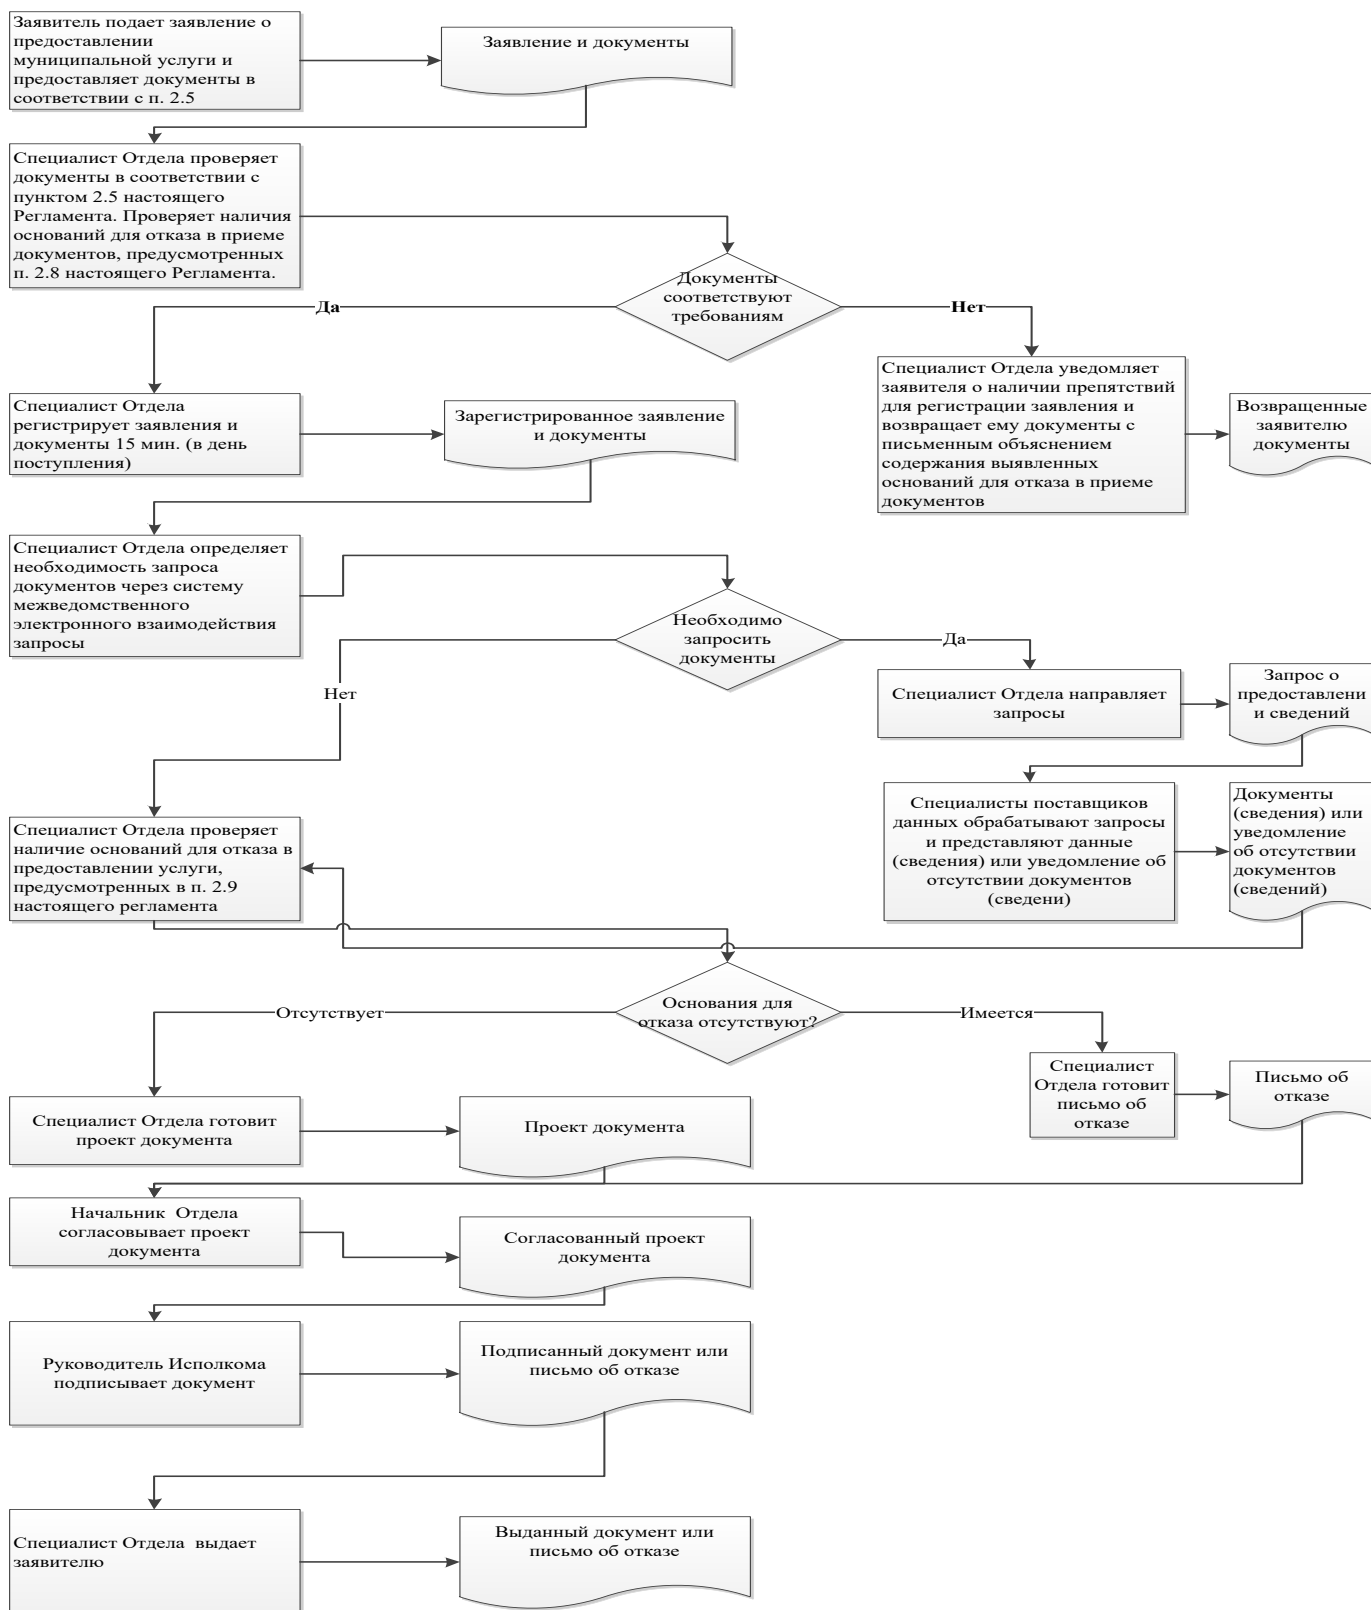 Заявитель подает заявление о
предоставлении
муниципальной услуги и
предоставляет документы в
соответствии с п. 2.5
Заявление и документы
Специалист Отдела проверяет
документы в соответствии с
пунктом 2.5 настоящего
Регламента. Проверяет наличия
оснований для отказа в приеме
документов, предусмотренных
п. 2.8 настоящего Регламента.
Документы
соответствуют
требованиям
Да
Нет
Специалист Отдела
регистрирует заявления и
документы 15 мин. (в день
поступления)
Зарегистрированное заявление
и документы
Специалист Отдела уведомляет
заявителя о наличии препятствий
для регистрации заявления и
возвращает ему документы с
письменным объяснением
содержания выявленных
оснований для отказа в приеме
документов
Возвращенные
заявителю
документы
Специалист Отдела определяет
необходимость запроса
документов через систему
межведомственного
электронного взаимодействия
запросы
Необходимо
запросить
документы
Да
Нет
Специалист Отдела направляет
запросы
Запрос о
предоставлени
и сведений
Специалисты поставщиков
данных обрабатывают запросы
и представляют данные
(сведения) или уведомление об
отсутствии документов
(сведени)
Документы
(сведения) или
уведомление
об отсутствии
документов
(сведений)
Специалист Отдела проверяет
наличие оснований для отказа в
предоставлении услуги,
предусмотренных в п. 2.9
настоящего регламента
Основания для
отказа отсутствуют?
Отсутствует
Имеется
Специалист
Отдела готовит
письмо об
отказе
Письмо об
отказе
Специалист Отдела готовит
проект документа
Проект документа
Начальник  Отдела
согласовывает проект
документа
Согласованный проект
документа
Руководитель Исполкома
подписывает документ
Подписанный документ или
письмо об отказе
Специалист Отдела  выдает
заявителю
Выданный документ или
письмо об отказе